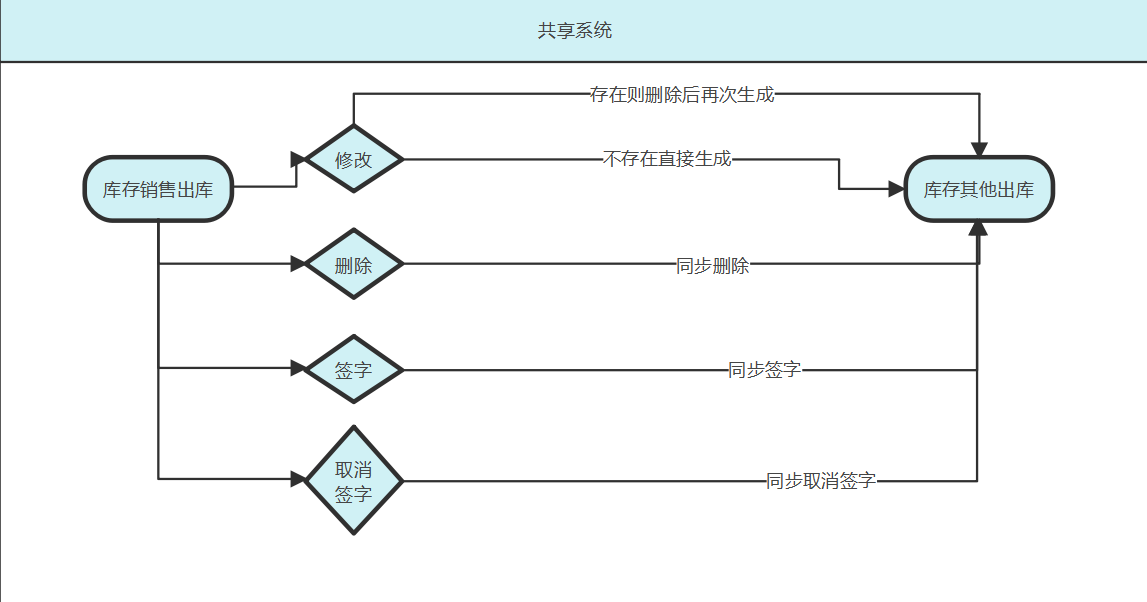 共享系统
存在则删除后再次生成
修改
不存在直接生成
库存销售出库
库存其他出库
删除
同步删除
签字
同步签字
取消
签字
同步取消签字